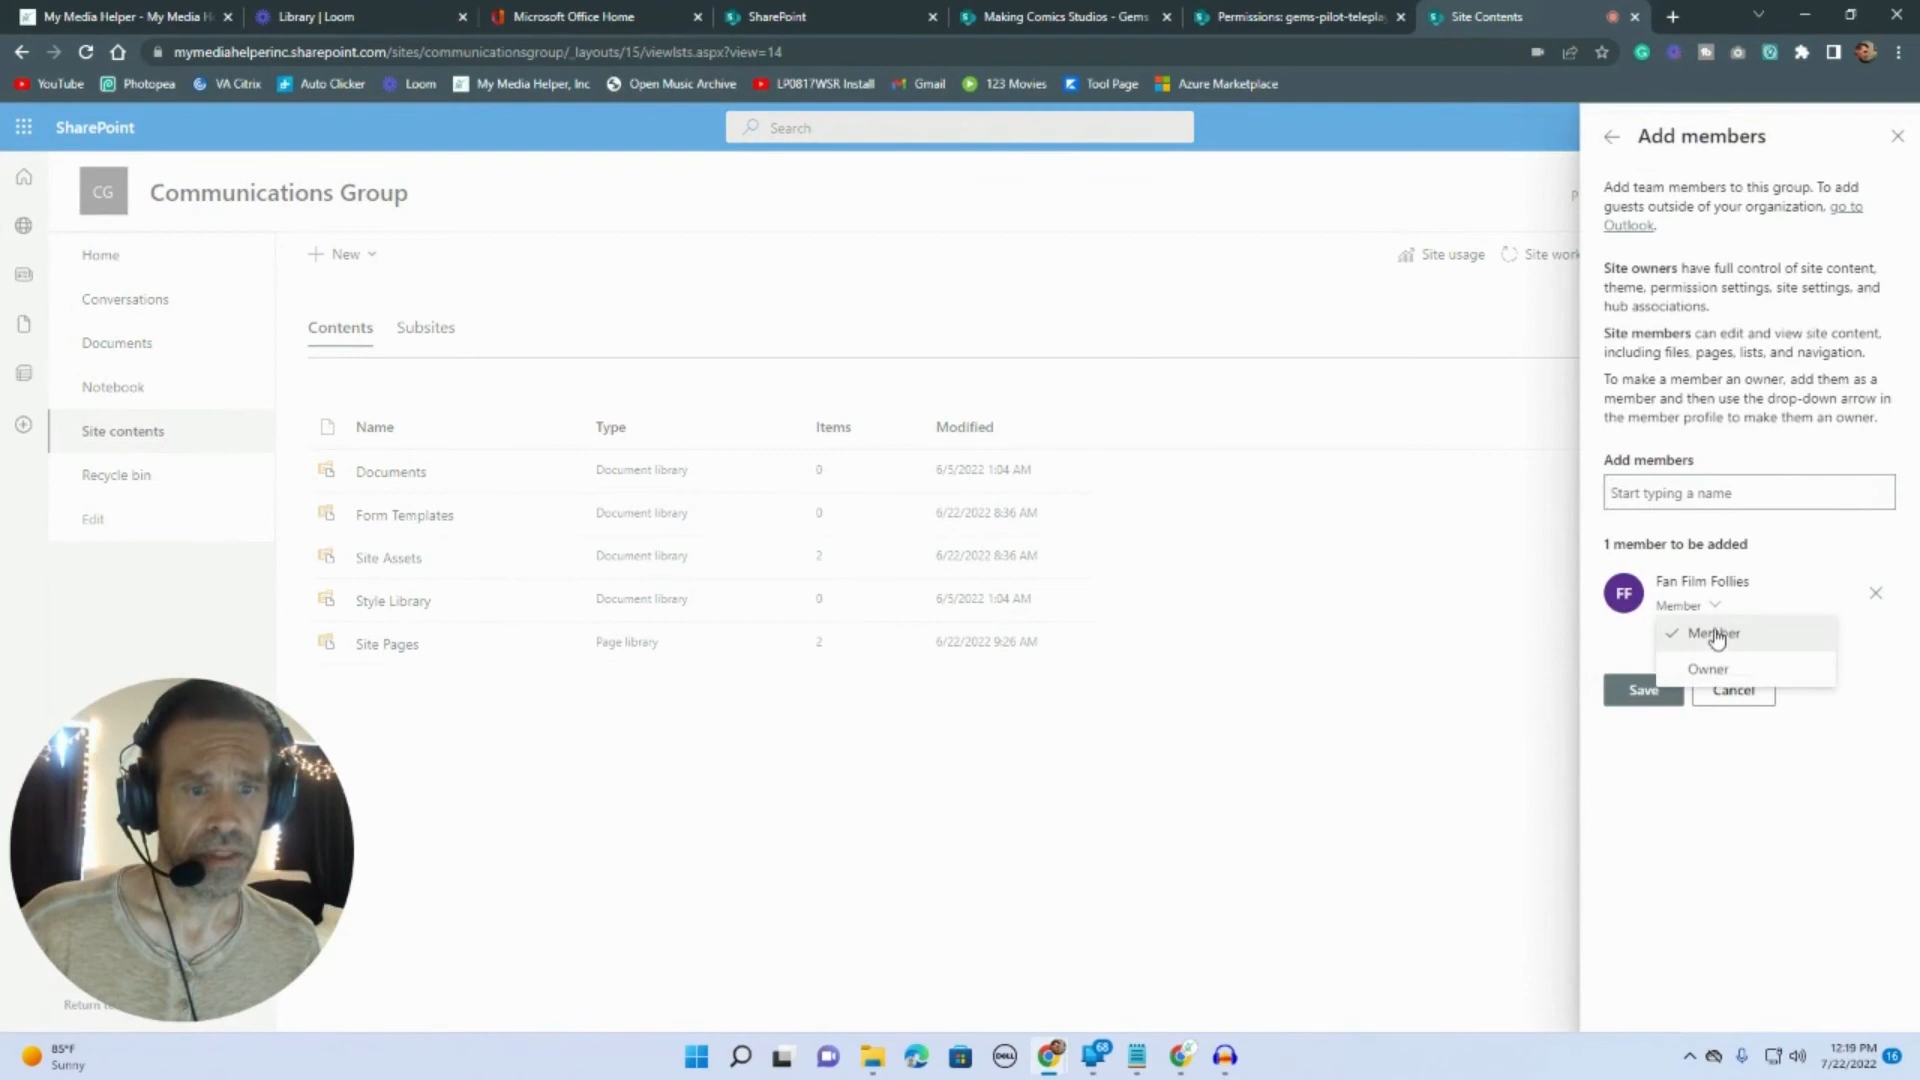 My Media Helper - My Media H
Library | Loom
Microsoft Office Home
SharePoint
Making Comics Studios - Gems
Permissions: gems-pilot-telepla
Site Contents
mymediahelperinc.sharepoint.com/sites/communicationsgroup/_layouts/15/viewlsts.aspx?view=14
YouTube
Photopea
VA Citrix
Auto Clicker
Loom
My Media Helper, Inc
Open Music Archive
LP0817WSR Install
Gmail
123 Movies
Tool Page
Azure Marketplace
SharePoint
Search
CG
Communications Group
Home
Conversations
Documents
Notebook
Site contents
Recycle bin
Edit
Return
New
Site usage
Site work
Contents
Subsites
Name Type Items Modified
Documents Document library 0 6/5/2022 1:04 AM
Form Templates Document library 0 6/22/2022 8:36 AM
Site Assets Document library 2 6/22/2022 8:36 AM
Style Library Document library 0 6/5/2022 1:04 AM
Site Pages Page library 2 6/22/2022 9:26 AM
Add members
Add team members to this group. To add
guests outside of your organization, go to
Outlook.
Site owners have full control of site content,
theme, permission settings, site settings, and
hub associations.
Site members can edit and view site content,
including files, pages, lists, and navigation.
To make a member an owner, add them as a
member and then use the drop-down arrow in
the member profile to make them an owner.
Add members
Start typing a name
1 member to be added
FF
Fan Film Follies
Member
Member
Owner
Save
Cancel
85°F
Sunny
DELL
68
12:19 PM
7/22/2022
16